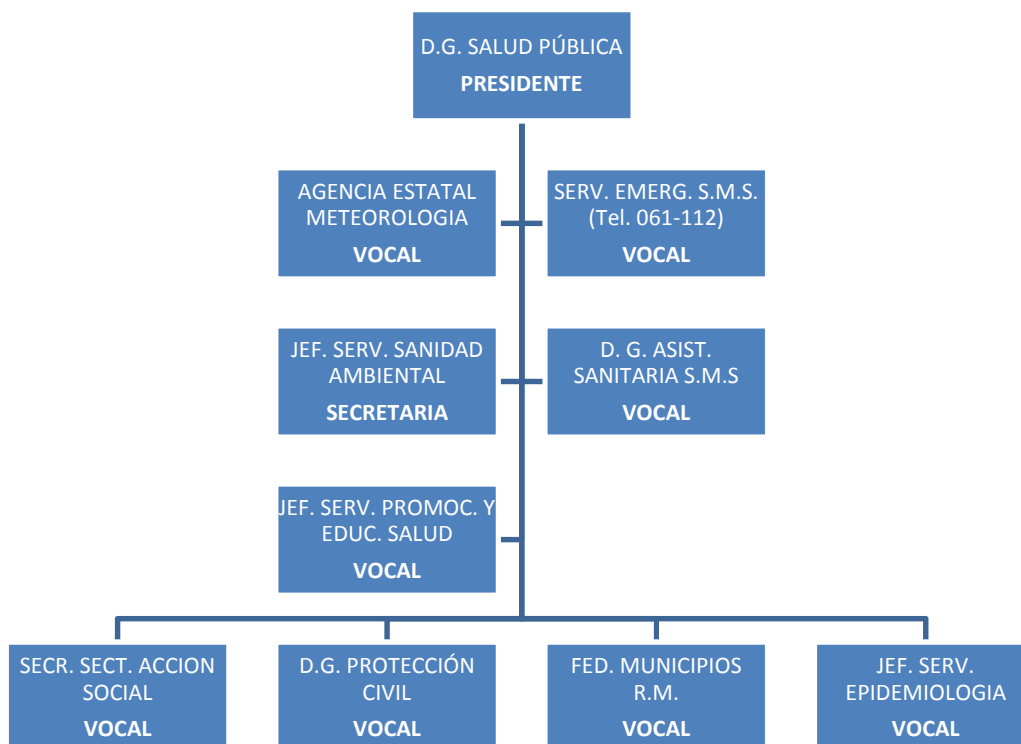 D.G. SALUD PÚBLICA
PRESIDENTE
AGENCIA ESTATAL
METEOROLOGIA
VOCAL
SERV. EMERG. S.M.S.
(Tel. 061-112)
VOCAL
JEF. SERV. SANIDAD
AMBIENTAL
SECRETARIA
D. G. ASIST.
SANITARIA S.M.S
VOCAL
JEF. SERV. PROMOC. Y
EDUC. SALUD
VOCAL
SECR. SECT. ACCION
SOCIAL
VOCAL
D.G. PROTECCIÓN
CIVIL
VOCAL
FED. MUNICIPIOS
R.M.
VOCAL
JEF. SERV.
EPIDEMIOLOGIA
VOCAL